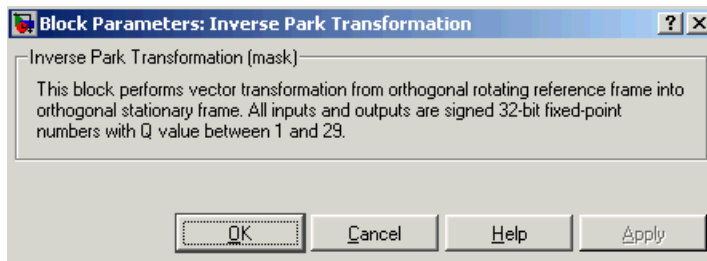 Block Parameters: Inverse Park Transformation
Inverse Park Transformation (mask)
This block performs vector transformation from orthogonal rotating reference frame into
orthogonal stationary frame. All inputs and outputs are signed 32-bit fixed-point
numbers with Q value between 1 and 29.
OK Cancel Help Apply